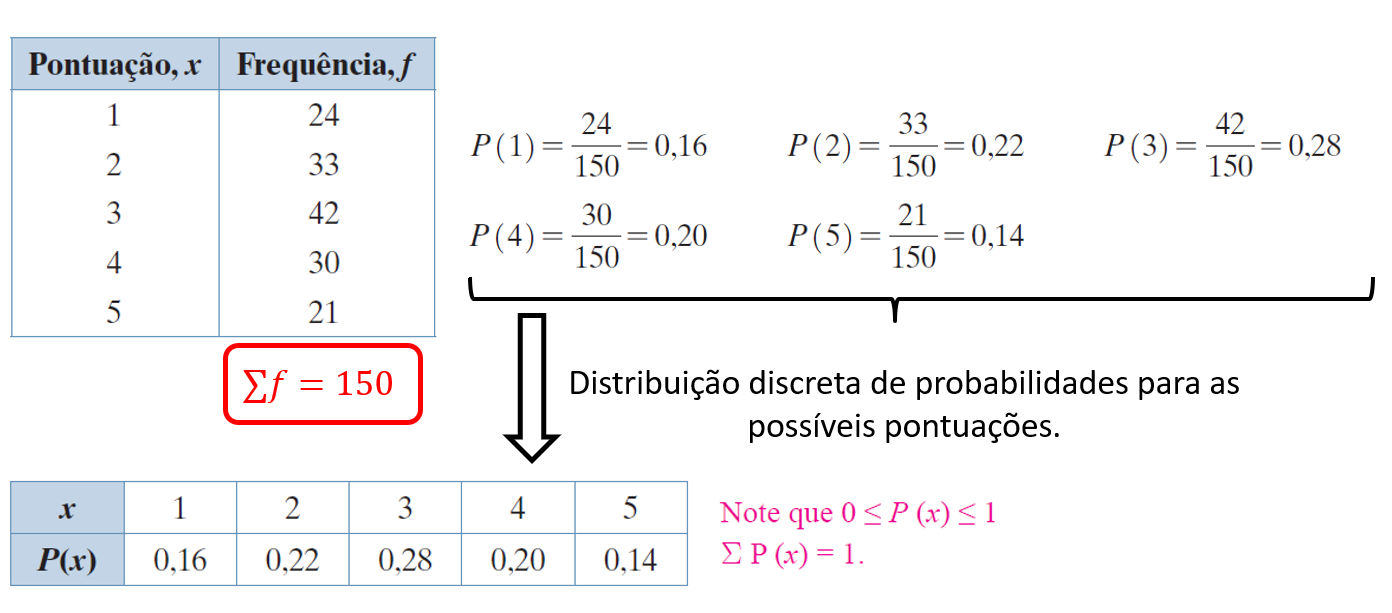 Pontuação, x Frequência, f
1 24
2 33
3 42
4 30
5 21
∑f = 150
P(1) = 24/150 = 0,16 P(2) = 33/150 = 0,22 P(3) = 42/150 = 0,28
P(4) = 30/150 = 0,20 P(5) = 21/150 = 0,14
Distribuição discreta de probabilidades para as
possíveis pontuações.
x 1 2 3 4 5
P(x) 0,16 0,22 0,28 0,20 0,14
Note que 0 ≤ P (x) ≤ 1
∑ P (x) = 1.